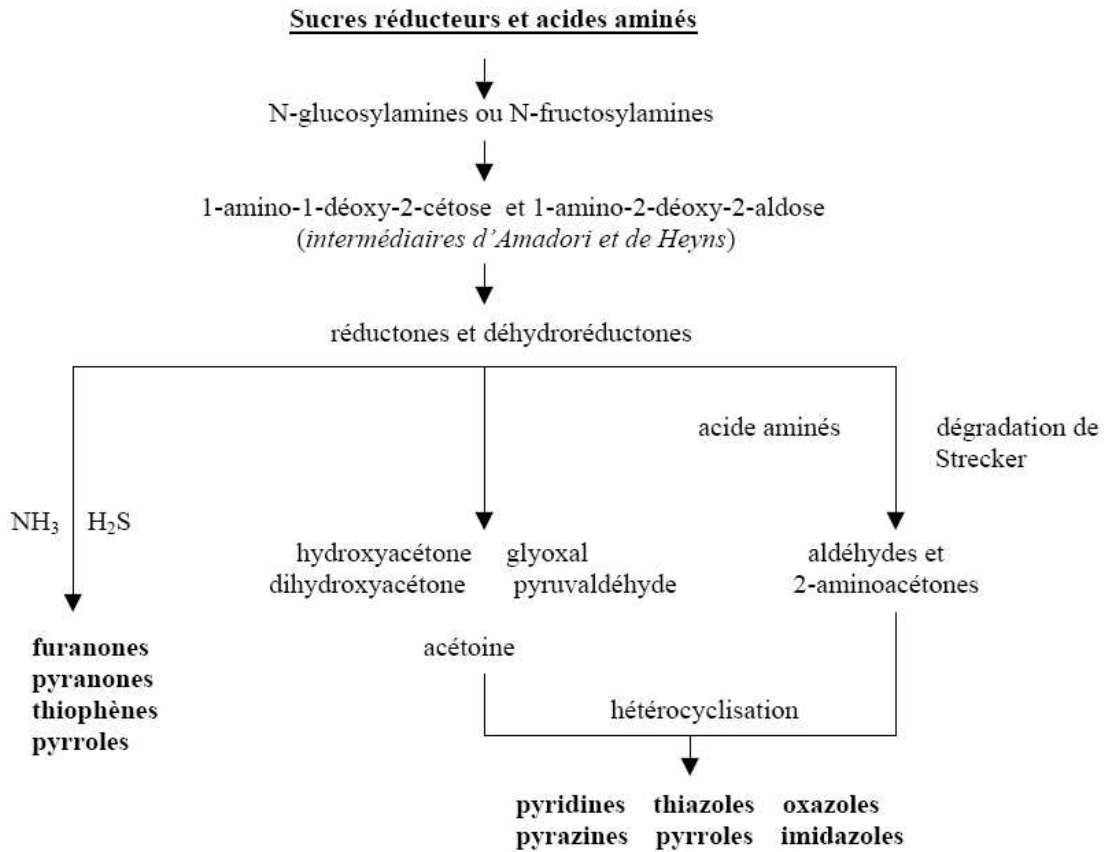 Sucres réducteurs et acides aminés
N-glucosylamines ou N-fructosylamines
1-amino-1-déoxy-2-cétose et 1-amino-2-déoxy-2-aldose
(intermédiaires d'Amadori et de Heyns)
réductones et déhydroréductones
acide aminés
dégradation de
Strecker
NH₃ H₂S
hydroxyacétone glyoxal
dihydroxyacétone pyruvaldéhyde
acétoine
aldéhydes et
2-aminoacétones
furanones
pyranones
thiophènes
pyrroles
hétérocyclisation
pyridines thiazoles oxazoles
pyrazines pyrroles imidazoles